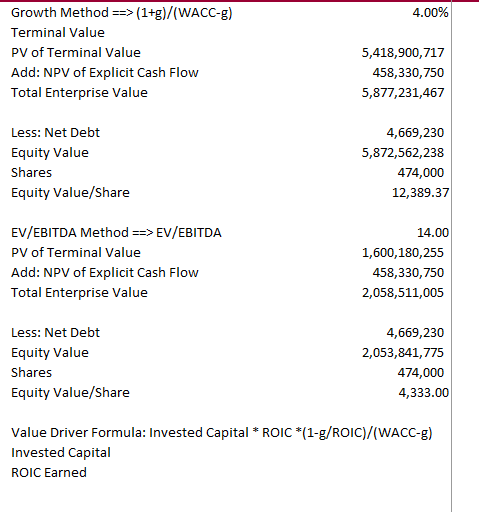 Growth Method ==> (1+g)/(WACC-g) 4.00%
Terminal Value
PV of Terminal Value 5,418,900,717
Add: NPV of Explicit Cash Flow 458,330,750
Total Enterprise Value 5,877,231,467
Less: Net Debt 4,669,230
Equity Value 5,872,562,238
Shares 474,000
Equity Value/Share 12,389.37
EV/EBITDA Method ==> EV/EBITDA 14.00
PV of Terminal Value 1,600,180,255
Add: NPV of Explicit Cash Flow 458,330,750
Total Enterprise Value 2,058,511,005
Less: Net Debt 4,669,230
Equity Value 2,053,841,775
Shares 474,000
Equity Value/Share 4,333.00
Value Driver Formula: Invested Capital * ROIC *(1-g/ROIC)/(WACC-g)
Invested Capital
ROIC Earned